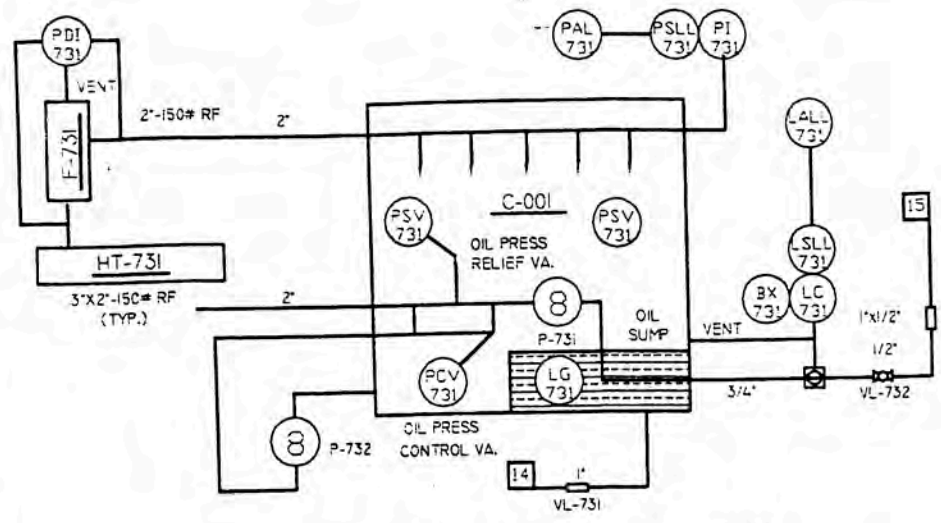 PDI
731
VENT
F-731
2"-150# RF
2"
HT-731
3"X2"-150# RF
(TYP.)
2"
PAL
731
PSLL
731
PI
731
C-001
PSV
731
PSV
731
OIL PRESS
RELIEF VA.
8
P-731
OIL
SUMP
PCV
731
LG
731
OIL PRESS
CONTROL VA.
8
P-732
14
1"
VL-731
LALL
731
LSLL
731
BX
731
LC
731
VENT
3/4"
15
1"x1/2"
1/2"
VL-732